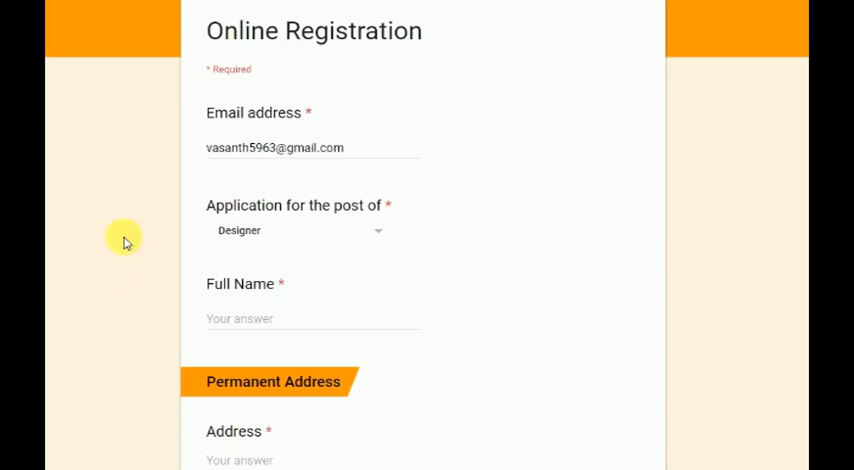 Online Registration
* Required
Email address *
vasanth5963@gmail.com
Application for the post of *
Designer
Full Name *
Your answer
Permanent Address
Address *
Your answer